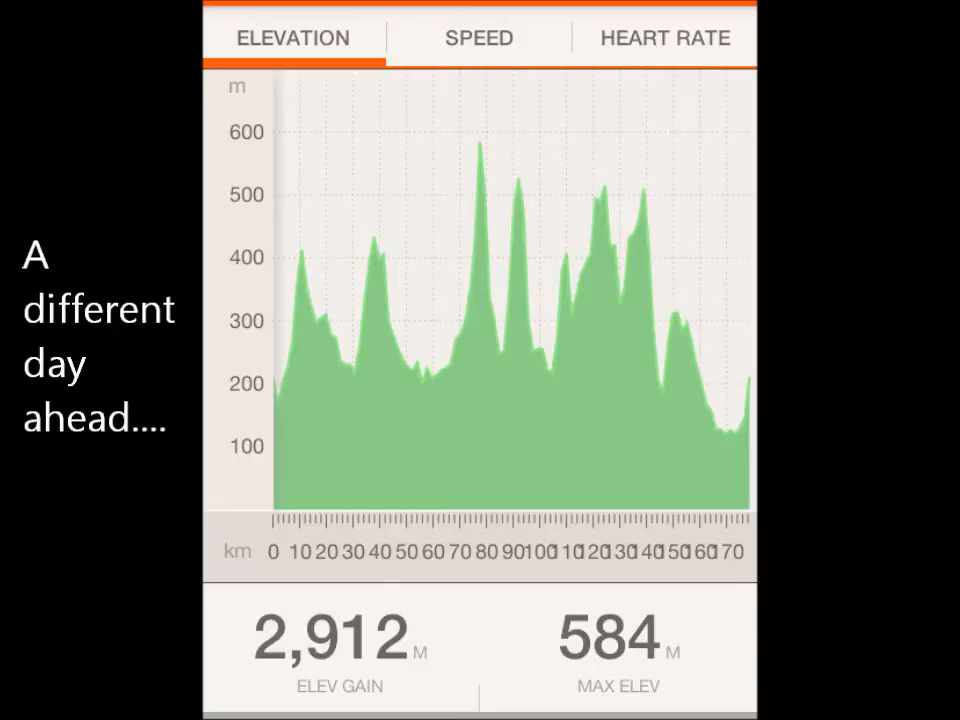 ELEVATION SPEED HEART RATE
m
600
500
400
300
200
100
A
different
day
ahead....
km 0 10 20 30 40 50 60 70 80 90 100 110 120 130 140 150 160 170
2,912 M 584 M
ELEV GAIN MAX ELEV